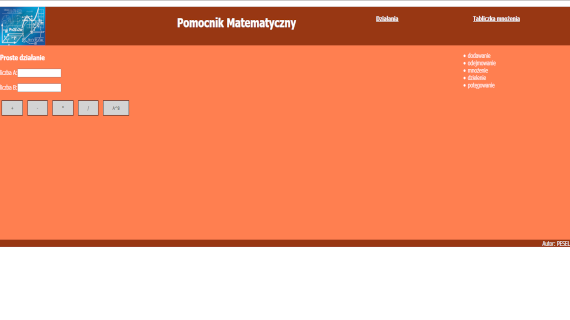 Pomocnik Matematyczny
Działania
Tabliczka mnożenia
Proste działanie
liczba A:
liczba B:
+
-
*
/
A^B
dodawanie
odejmowanie
mnożenie
dzielenie
potęgowanie
Autor: PESEL